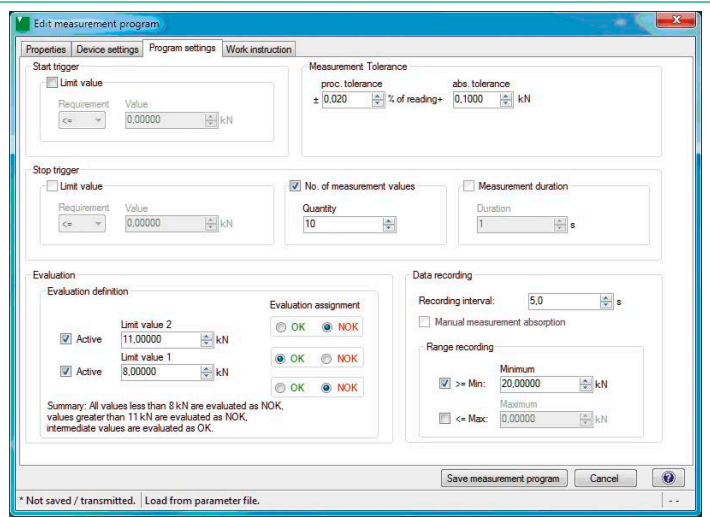 Edit measurement program
Properties Device settings Program settings Work instruction
Start trigger
Limit value
Requirement Value
<= 0,00000 kN
Measurement Tolerance
proc. tolerance abs. tolerance
± 0,020 % of reading+ 0,1000 kN
Stop trigger
Limit value
Requirement Value
<= 0,00000 kN
No. of measurement values
Quantity
10
Measurement duration
Duration
1 s
Evaluation
Evaluation definition
Evaluation assignment
Limit value 2
Active 11,00000 kN
OK NOK
Limit value 1
Active 8,00000 kN
OK NOK
OK NOK
Summary: All values less than 8 kN are evaluated as NOK,
values greater than 11 kN are evaluated as NOK,
intermediate values are evaluated as OK.
Data recording
Recording interval: 5,0 s
Manual measurement absorption
Range recording
Minimum
>= Min: 20,00000 kN
Maximum
<= Max: 0,00000 kN
Save measurement program Cancel ?
* Not saved / transmitted. Load from parameter file. - -